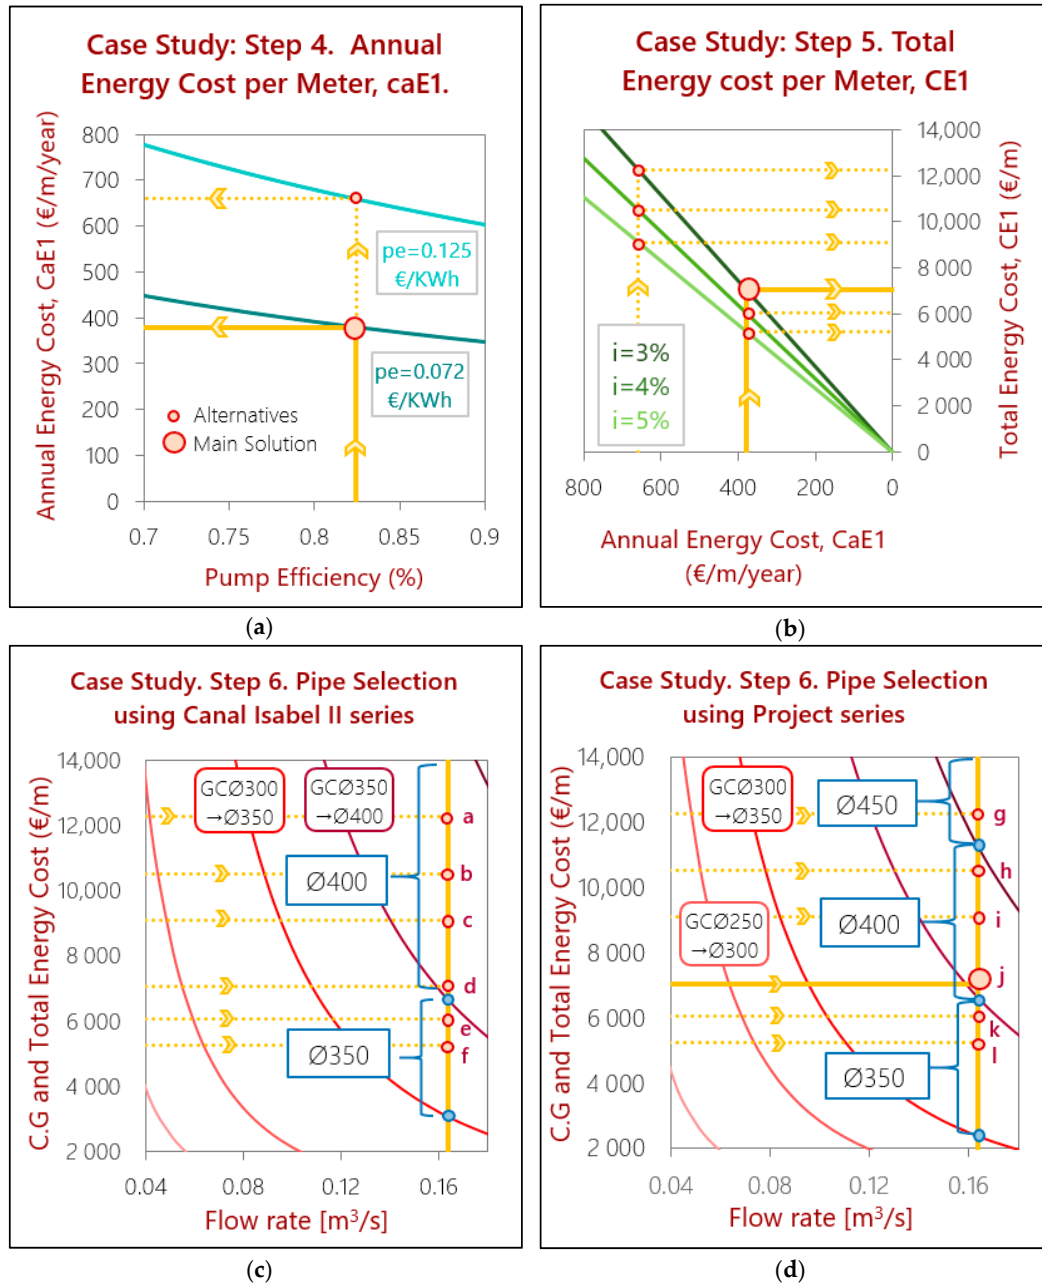 Case Study: Step 4. Annual
Energy Cost per Meter, caE1.
Annual Energy Cost, CaE1 (€/m/year)
800
700
600
500
400
300
200
100
0
pe=0.125
€/KWh
pe=0.072
€/KWh
Alternatives
Main Solution
0.7 0.75 0.8 0.85 0.9
Pump Efficiency (%)
(a)
Case Study: Step 5. Total
Energy cost per Meter, CE1
14,000
12,000
10,000
8 000
6 000
4 000
2 000
0
Total Energy Cost, CE1 (€/m)
i=3%
i=4%
i=5%
800 600 400 200 0
Annual Energy Cost, CaE1
(€/m/year)
(b)
Case Study. Step 6. Pipe Selection
using Canal Isabel II series
C.G and Total Energy Cost (€/m)
14,000
12,000
10,000
8 000
6 000
4 000
2 000
GCØ300
→Ø350
GCØ350
→Ø400
Ø400
Ø350
a
b
c
d
e
f
0.04 0.08 0.12 0.16
Flow rate [m³/s]
(c)
Case Study. Step 6. Pipe Selection
using Project series
C.G and Total Energy Cost (€/m)
14,000
12,000
10,000
8 000
6 000
4 000
2 000
GCØ300
→Ø350
GCØ250
→Ø300
Ø450
Ø400
Ø350
g
h
i
j
k
l
0.04 0.08 0.12 0.16
Flow rate [m³/s]
(d)